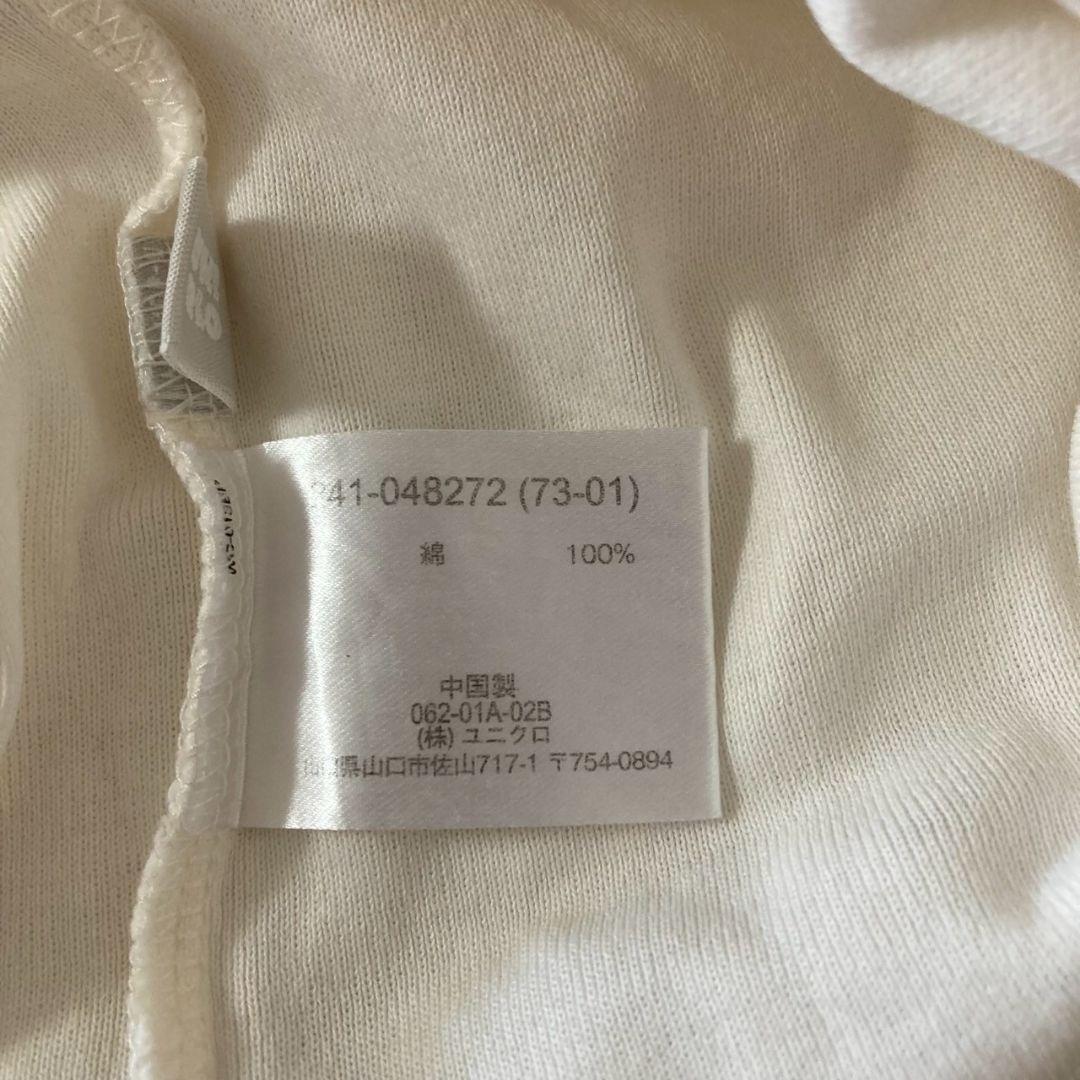 41-048272 (73-01)
綿 100%
中国製
062-01A-02B
(株) ユニクロ
県山口市佐山717-1 〒754-0894